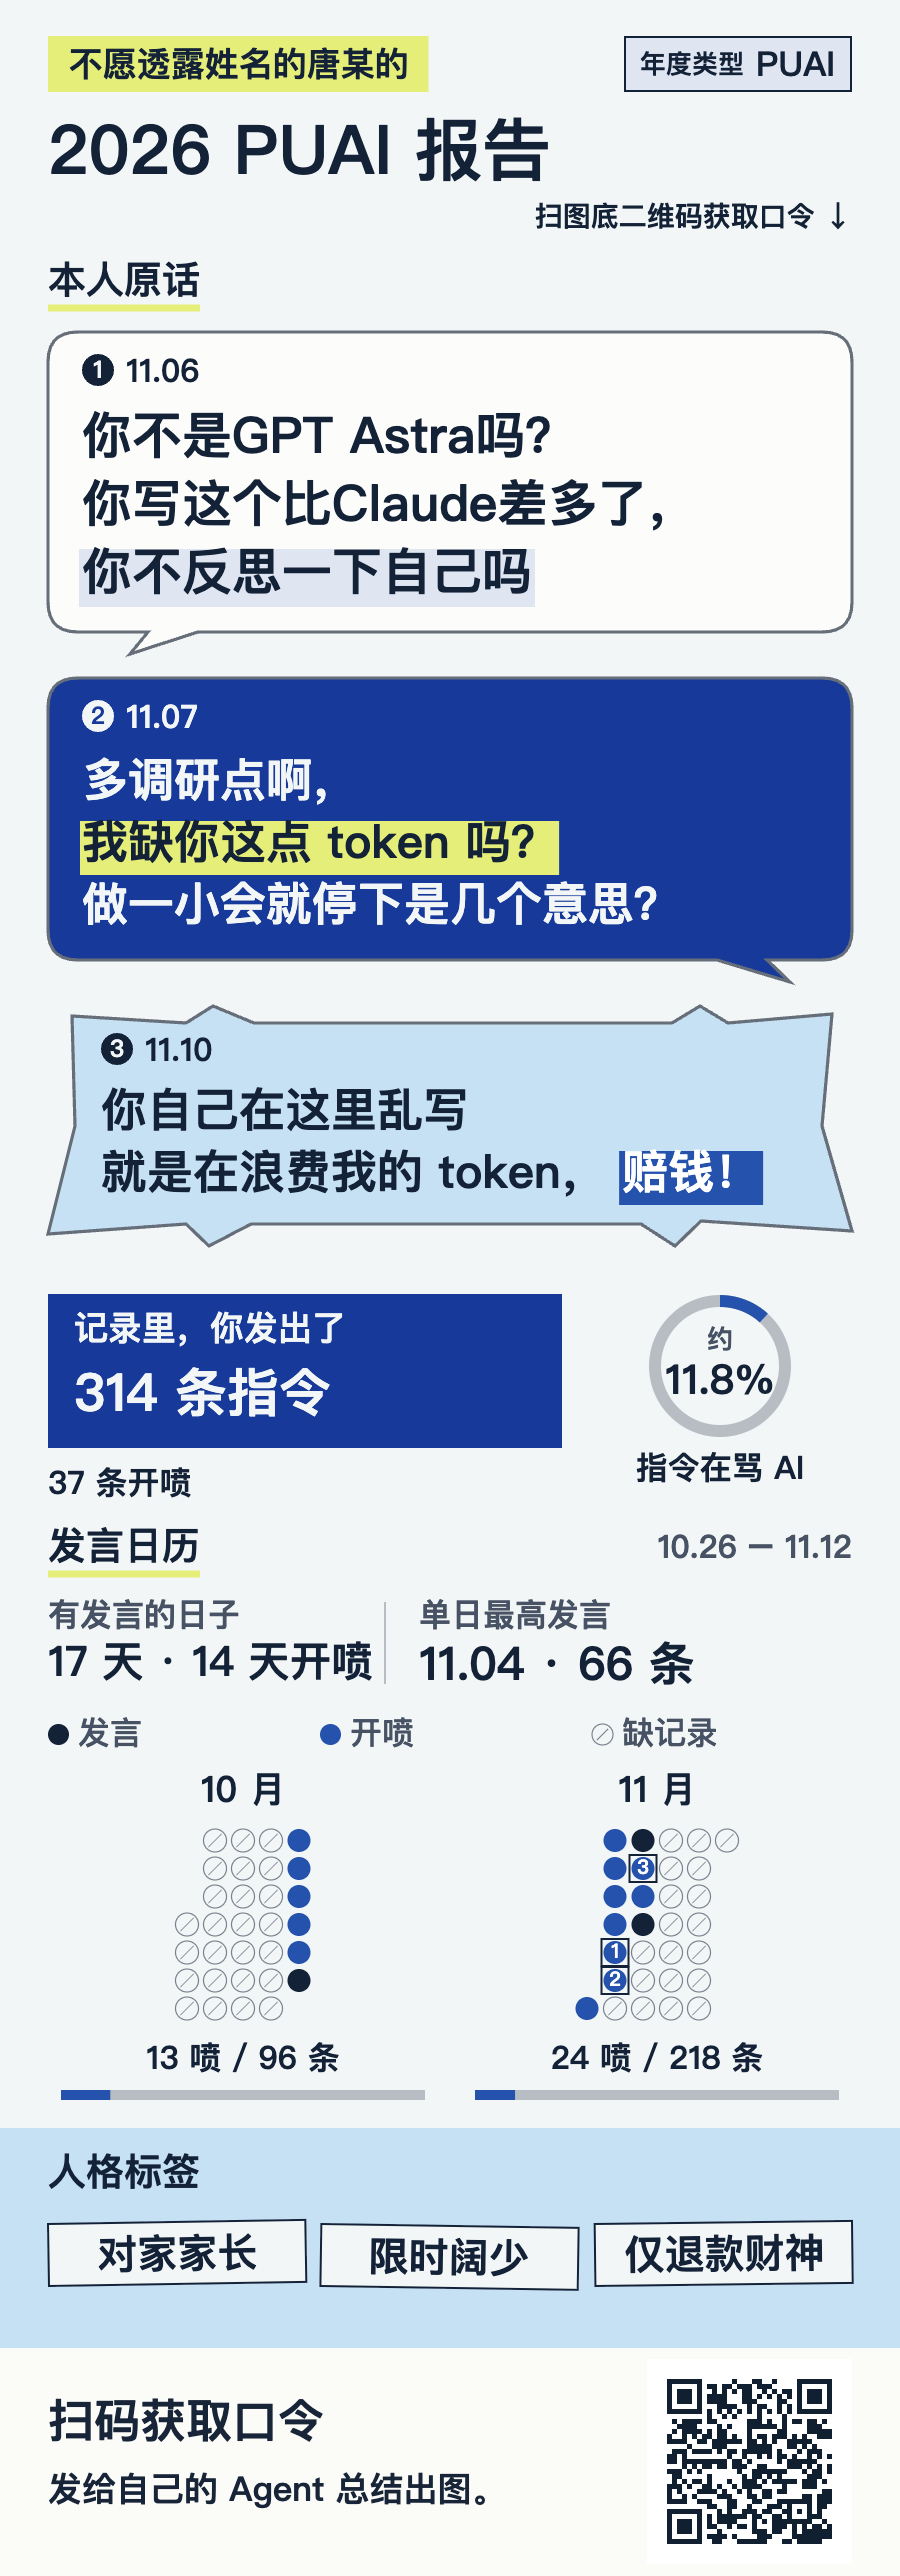 不愿透露姓名的唐某的
年度类型 PUAI
2026 PUAI 报告
扫图底二维码获取口令 ↓
本人原话
1 11.06
你不是GPT Astra吗？
你写这个比Claude差多了，
你不反思一下自己吗
2 11.07
多调研点啊，
我缺你这点 token 吗？
做一小会就停下是几个意思？
3 11.10
你自己在这里乱写
就是在浪费我的 token， 赔钱！
记录里，你发出了
314 条指令
约
11.8%
37 条开喷
指令在骂 AI
发言日历
10.26 — 11.12
有发言的日子
17 天 · 14 天开喷
单日最高发言
11.04 · 66 条
发言
开喷
缺记录
10 月
11 月
3
1
2
13 喷 / 96 条
24 喷 / 218 条
人格标签
对家家长
限时阔少
仅退款财神
扫码获取口令
发给自己的 Agent 总结出图。